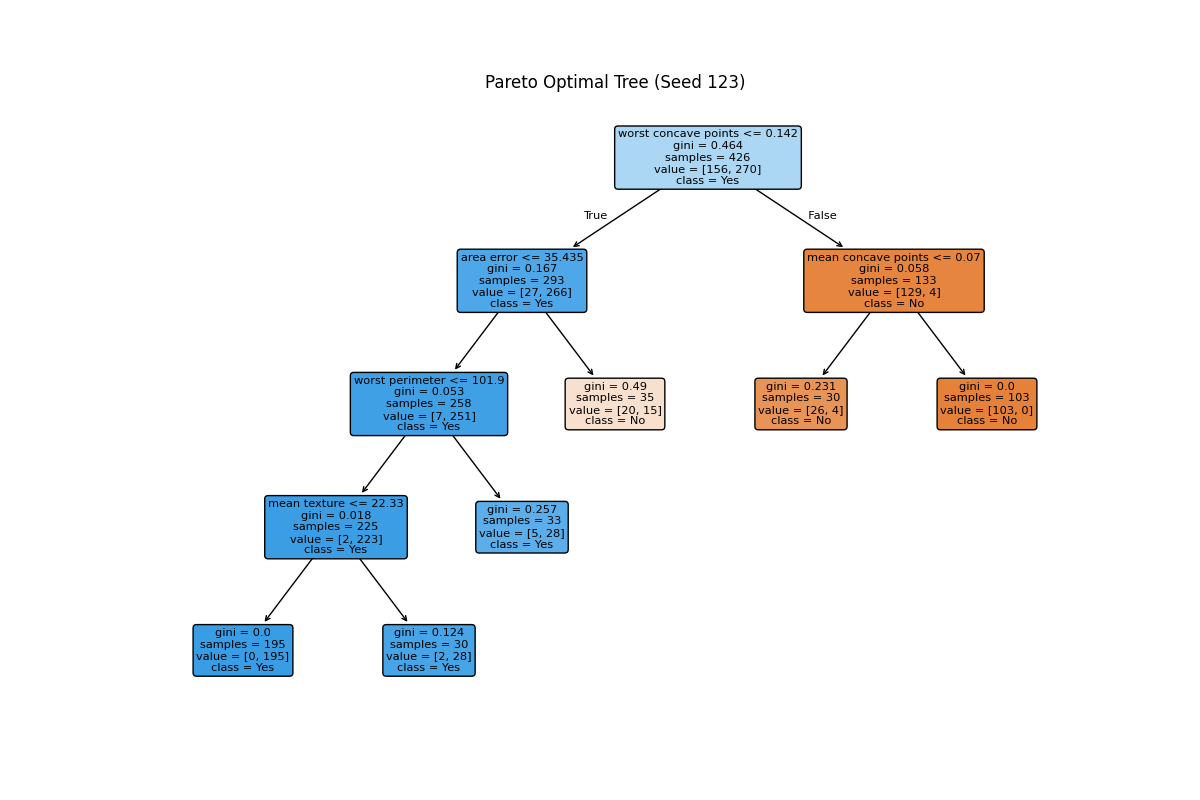 Pareto Optimal Tree (Seed 123)
worst concave points <= 0.142
gini = 0.464
samples = 426
value = [156, 270]
class = Yes
True
False
area error <= 35.435
gini = 0.167
samples = 293
value = [27, 266]
class = Yes
mean concave points <= 0.07
gini = 0.058
samples = 133
value = [129, 4]
class = No
worst perimeter <= 101.9
gini = 0.053
samples = 258
value = [7, 251]
class = Yes
gini = 0.49
samples = 35
value = [20, 15]
class = No
gini = 0.231
samples = 30
value = [26, 4]
class = No
gini = 0.0
samples = 103
value = [103, 0]
class = No
mean texture <= 22.33
gini = 0.018
samples = 225
value = [2, 223]
class = Yes
gini = 0.257
samples = 33
value = [5, 28]
class = Yes
gini = 0.0
samples = 195
value = [0, 195]
class = Yes
gini = 0.124
samples = 30
value = [2, 28]
class = Yes